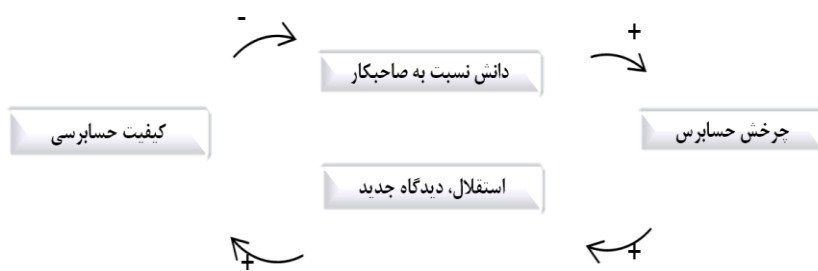 -
+
دانش نسبت به صاحبکار
چرخش حسابرس
کیفیت حسابرسی
استقلال، دیدگاه جدید
+
+